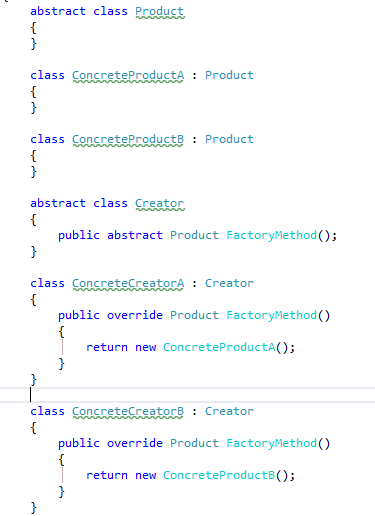 {
abstract class Product
{
}
class ConcreteProductA : Product
{
}
class ConcreteProductB : Product
{
}
abstract class Creator
{
public abstract Product FactoryMethod();
}
class ConcreteCreatorA : Creator
{
public override Product FactoryMethod()
{
return new ConcreteProductA();
}
}
class ConcreteCreatorB : Creator
{
public override Product FactoryMethod()
{
return new ConcreteProductB();
}
}